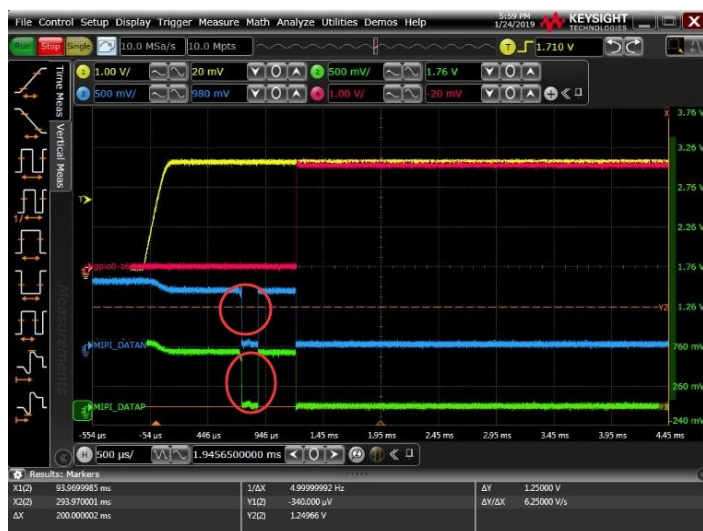 File Control Setup Display Trigger Measure Math Analyze Utilities Demos Help
5:59 PM
1/24/2019
KEYSIGHT
TECHNOLOGIES
Run Stop Single 10.0 MSa/s 10.0 Mpts T 1.710 V
1 1.00 V/ 20 mV 2 500 mV/ 1.76 V
3 500 mV/ 980 mV 4 1.00 V/ -20 mV
Time Meas
Vertical Meas
Measurements
X
3.76 V
3.26 V
2.76 V
2.26 V
1.76 V
1.26 V
760 mV
260 mV
-240 mV
T
Y2
MIPI_DATAN
MIPI_DATAP
-554 µs -54 µs 446 µs 946 µs 1.45 ms 1.95 ms 2.45 ms 2.95 ms 3.45 ms 3.95 ms 4.45 ms
H 500 µs/ 1.9456500000 ms 0
Results: Markers
X1(2) 93.9699985 ms 1/ΔX 4.99999992 Hz ΔY 1.25000 V
X2(2) 293.970001 ms Y1(2) -340.000 µV ΔY/ΔX 6.25000 V/s
ΔX 200.000002 ms Y2(2) 1.24966 V